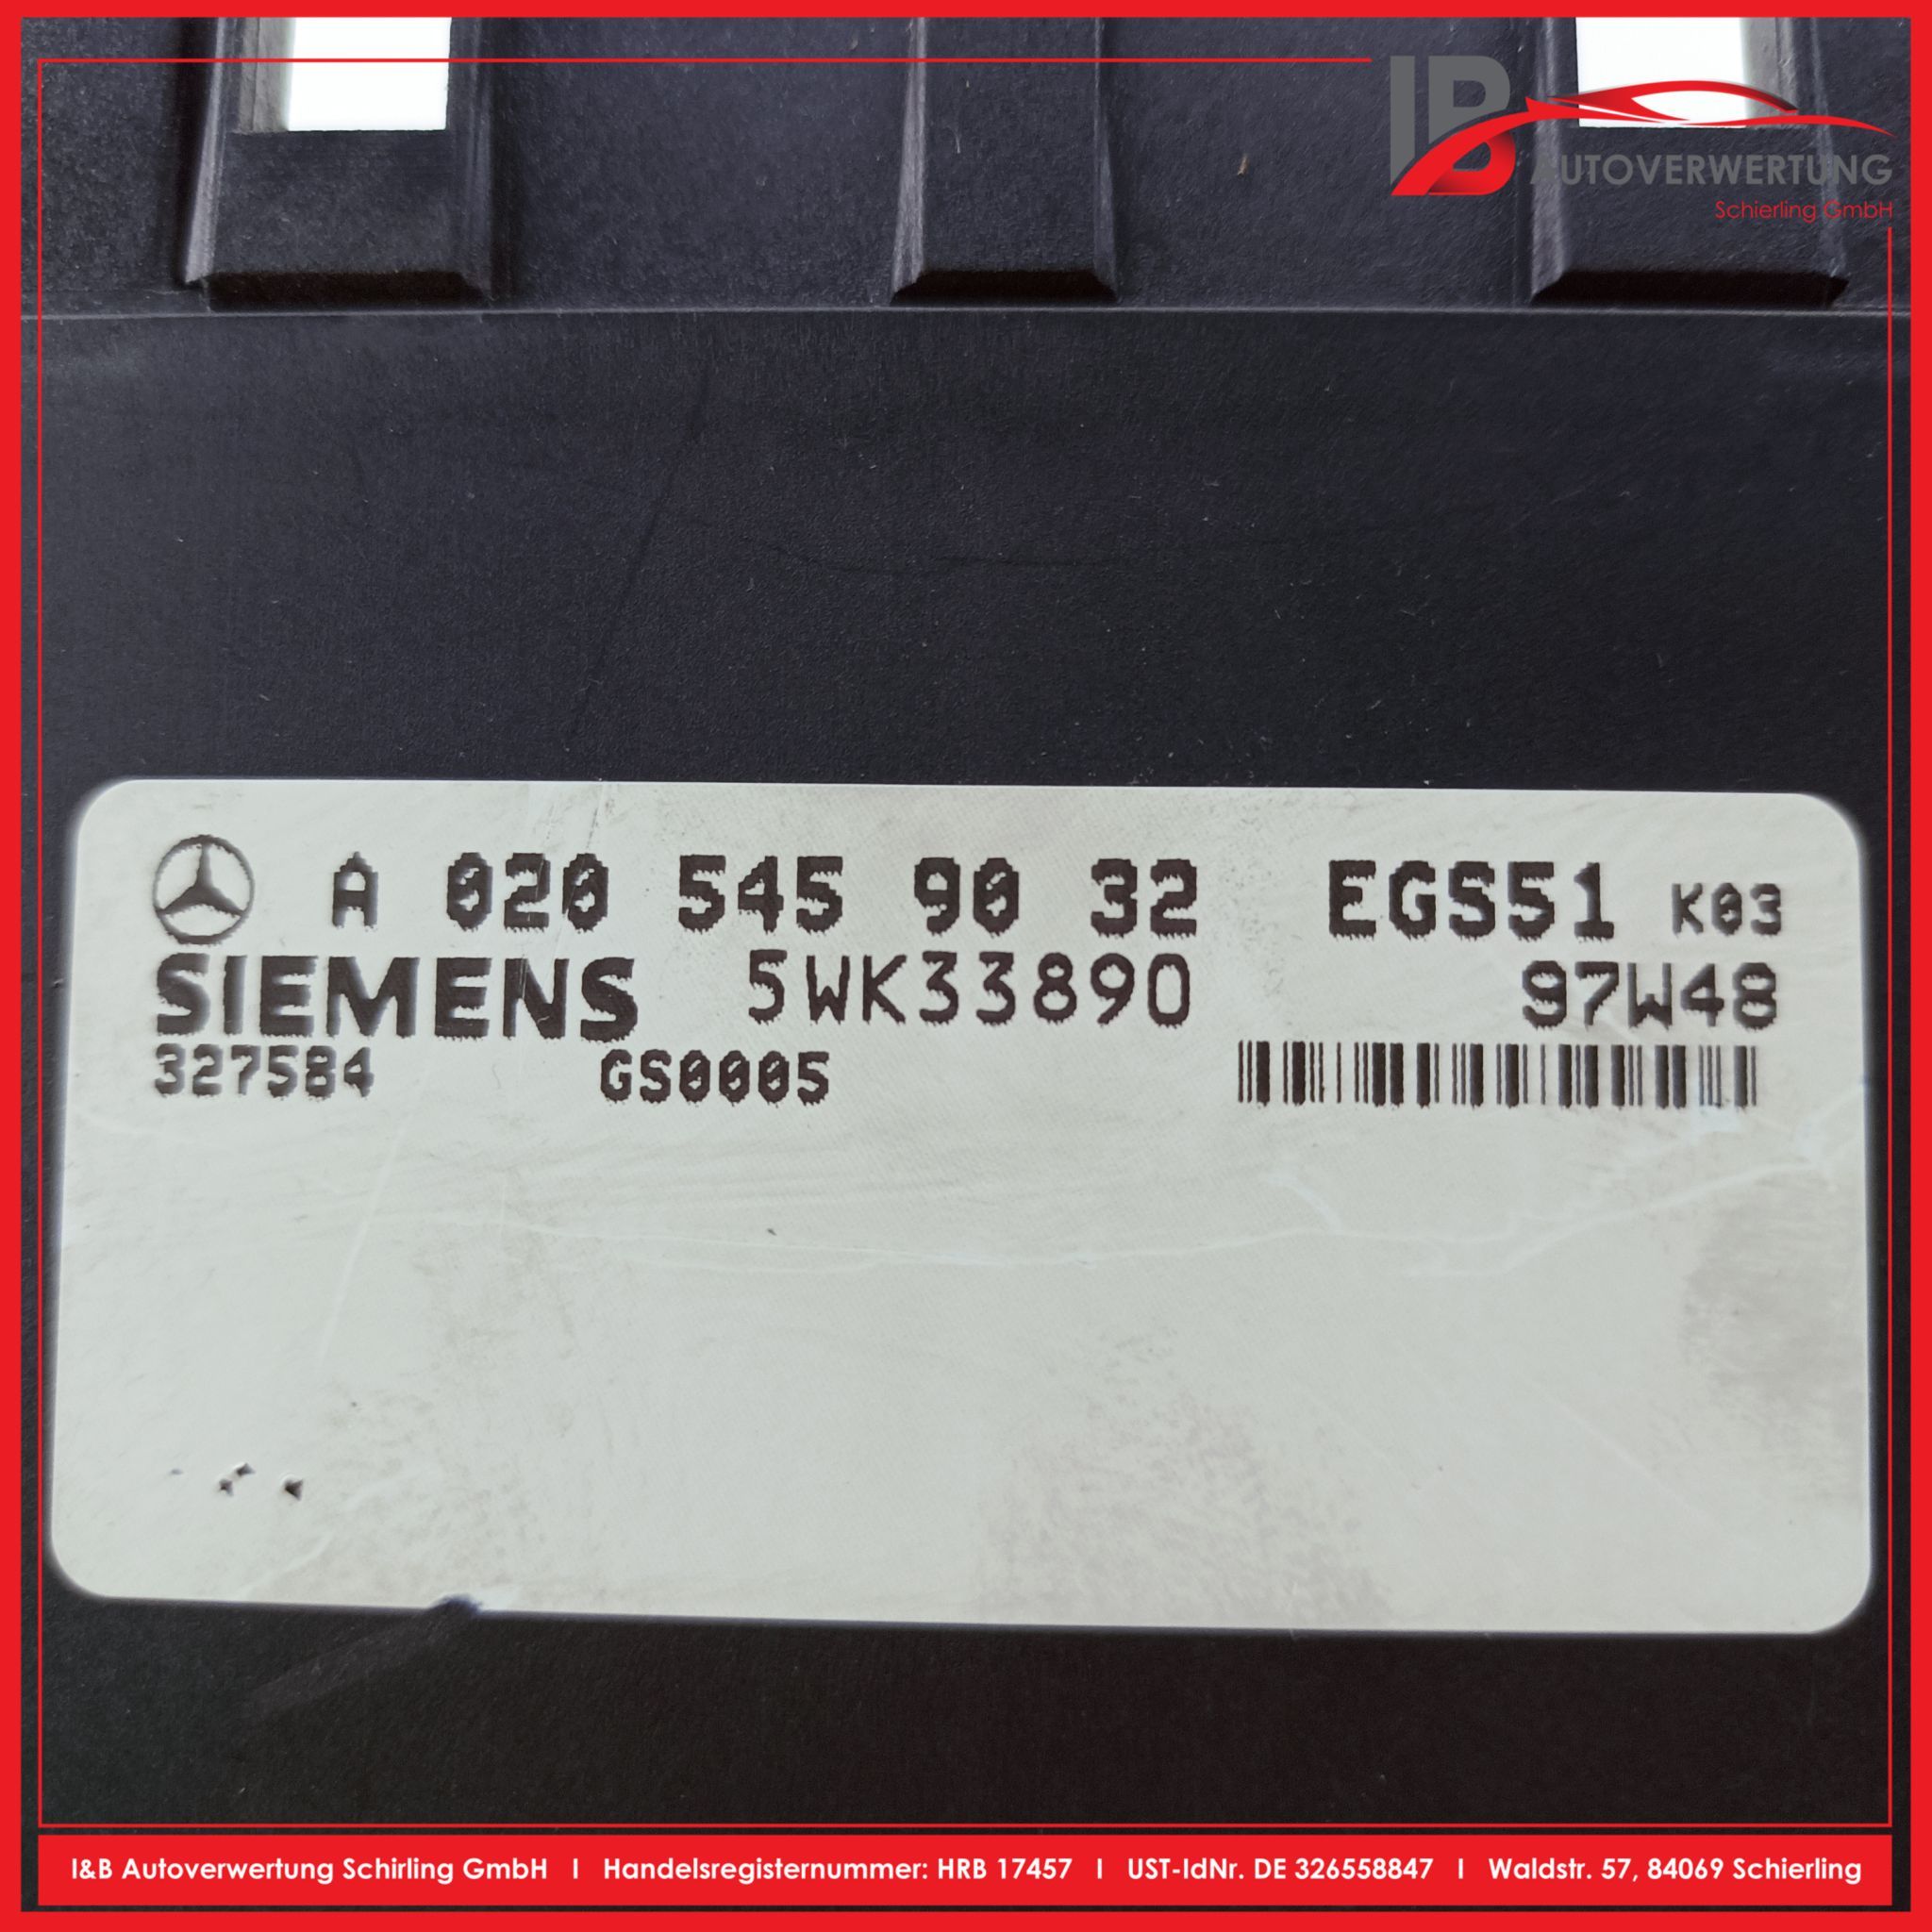 IB
AUTOVERWERTUNG
Schierling GmbH
A 020 545 90 32 EGS51 K03
SIEMENS 5WK33890 97W48
327584 GS0005
I&B Autoverwertung Schirling GmbH I Handelsregisternummer: HRB 17457 I UST-IdNr. DE 326558847 I Waldstr. 57, 84069 Schierling